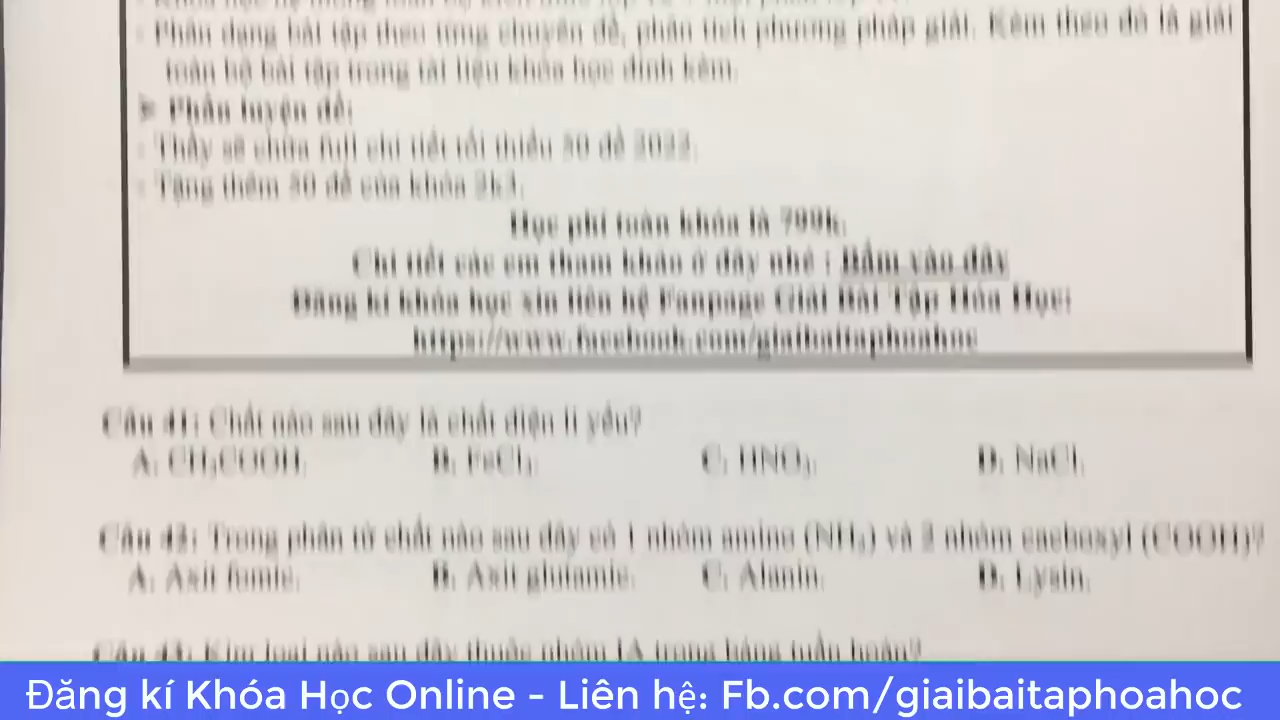 - Phân dạng bài tập theo từng chuyên đề, phân tích phương pháp giải. Kèm theo đó là giải
toàn bộ bài tập trong tài liệu khóa học đính kèm.
➤ Phần luyện đề:
- Thầy sẽ chữa full chi tiết tối thiểu 50 đề 2022.
- Tặng thêm 50 đề của khóa 2k3.
Học phí toàn khóa là 799k.
Chi tiết các em tham khảo ở đây nhé : Bấm vào đây
Đăng kí khóa học xin liên hệ Fanpage Giải Bài Tập Hóa Học:
https://www.facebook.com/giaibaitaphoahoc
Câu 41: Chất nào sau đây là chất điện li yếu?
A. CH₃COOH. B. FeCl₃. C. HNO₃. D. NaCl.
Câu 42: Trong phân tử chất nào sau đây có 1 nhóm amino (NH₂) và 2 nhóm cacboxyl (COOH)?
A. Axit fomic. B. Axit glutamic. C. Alanin. D. Lysin.
Câu 43: Kim loại nào sau đây thuộc nhóm IA trong bảng tuần hoàn?
Đăng kí Khóa Học Online - Liên hệ: Fb.com/giaibaitaphoahoc